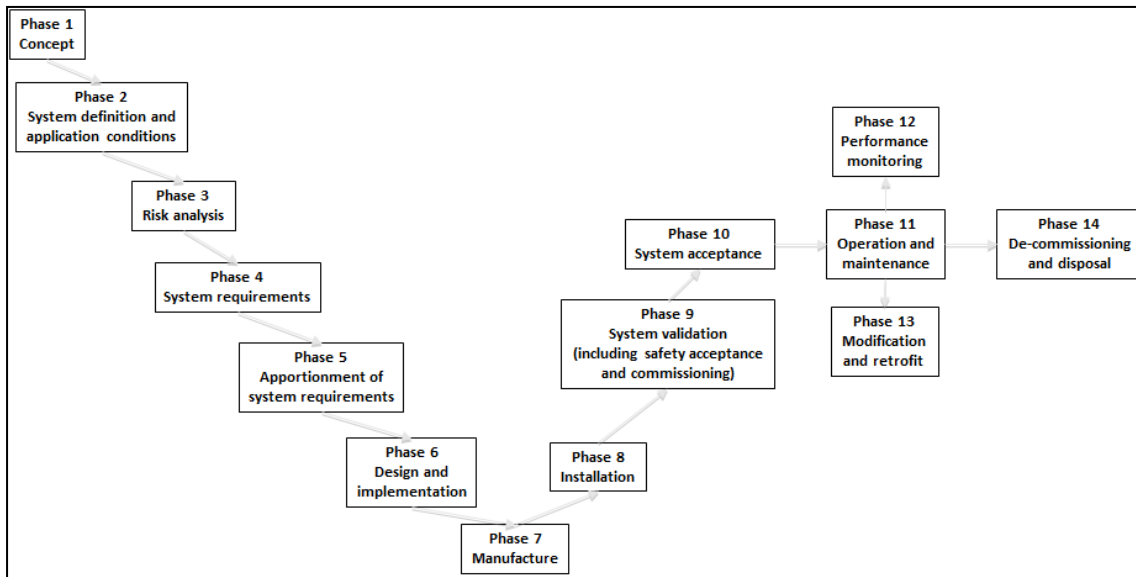 Phase 1
Concept
Phase 2
System definition and
application conditions
Phase 3
Risk analysis
Phase 4
System requirements
Phase 5
Apportionment of
system requirements
Phase 6
Design and
implementation
Phase 7
Manufacture
Phase 8
Installation
Phase 9
System validation
(including safety acceptance
and commissioning)
Phase 10
System acceptance
Phase 11
Operation and
maintenance
Phase 12
Performance
monitoring
Phase 13
Modification
and retrofit
Phase 14
De-commissioning
and disposal